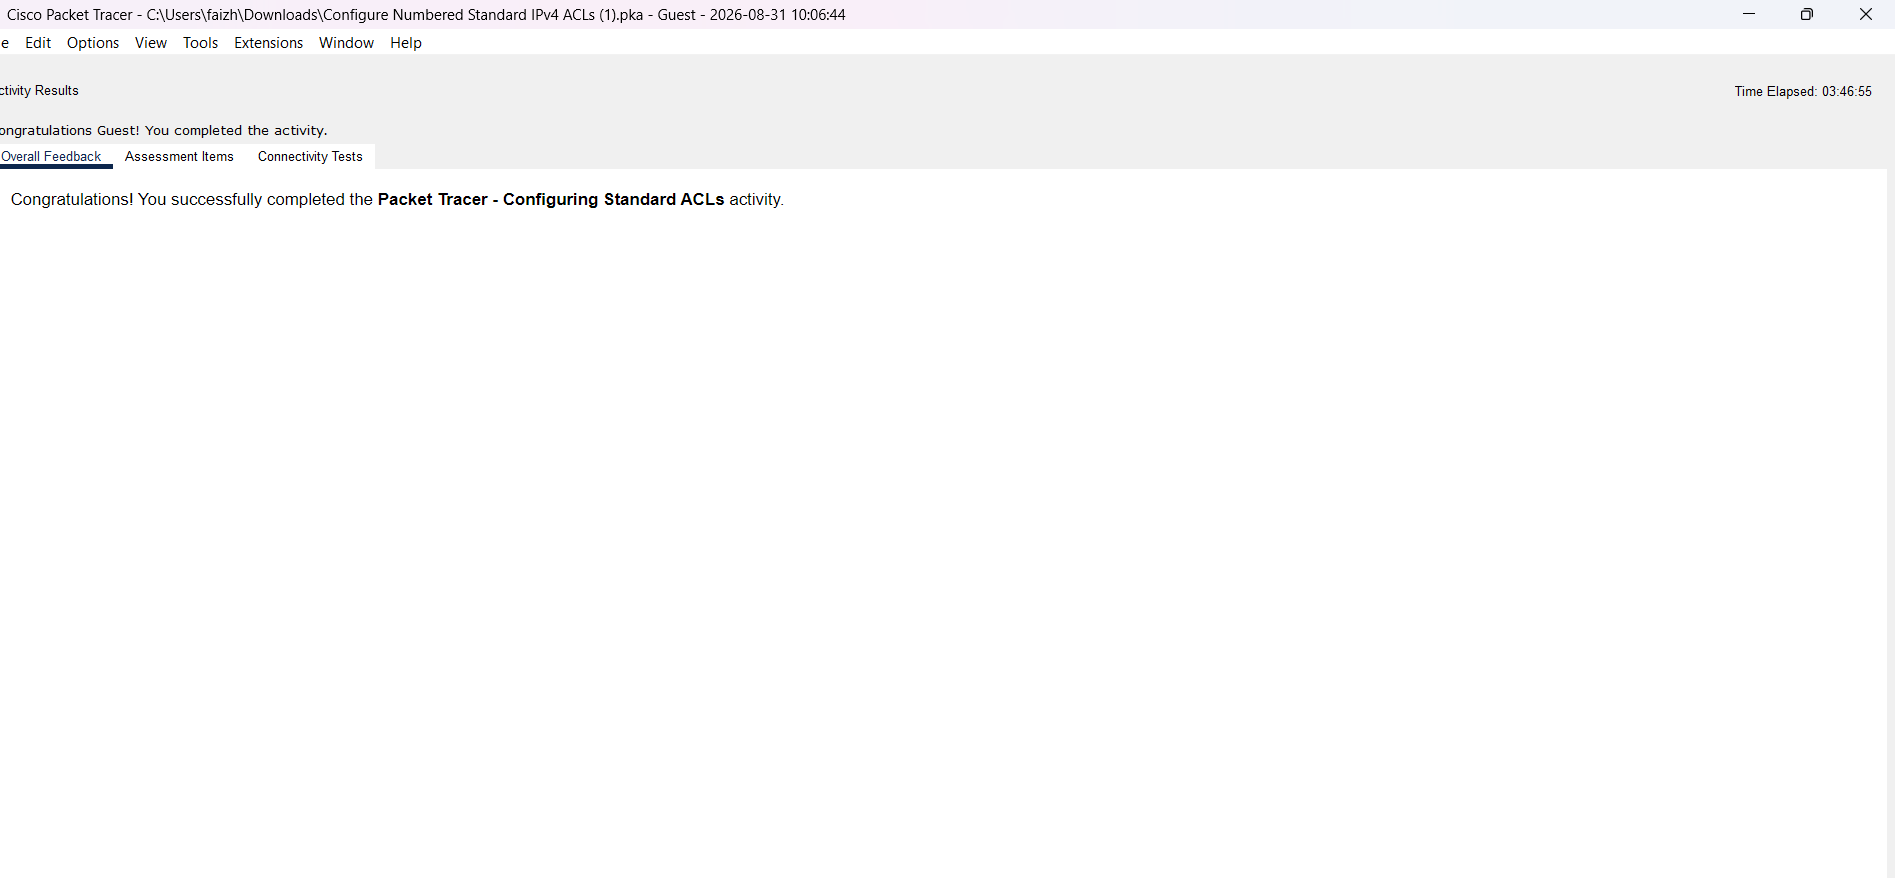 Cisco Packet Tracer - C:\Users\faizh\Downloads\Configure Numbered Standard IPv4 ACLs (1).pka - Guest - 2026-08-31 10:06:44
e Edit Options View Tools Extensions Window Help
ctivity Results
Time Elapsed: 03:46:55
ongratulations Guest! You completed the activity.
Overall Feedback Assessment Items Connectivity Tests
Congratulations! You successfully completed the Packet Tracer - Configuring Standard ACLs activity.